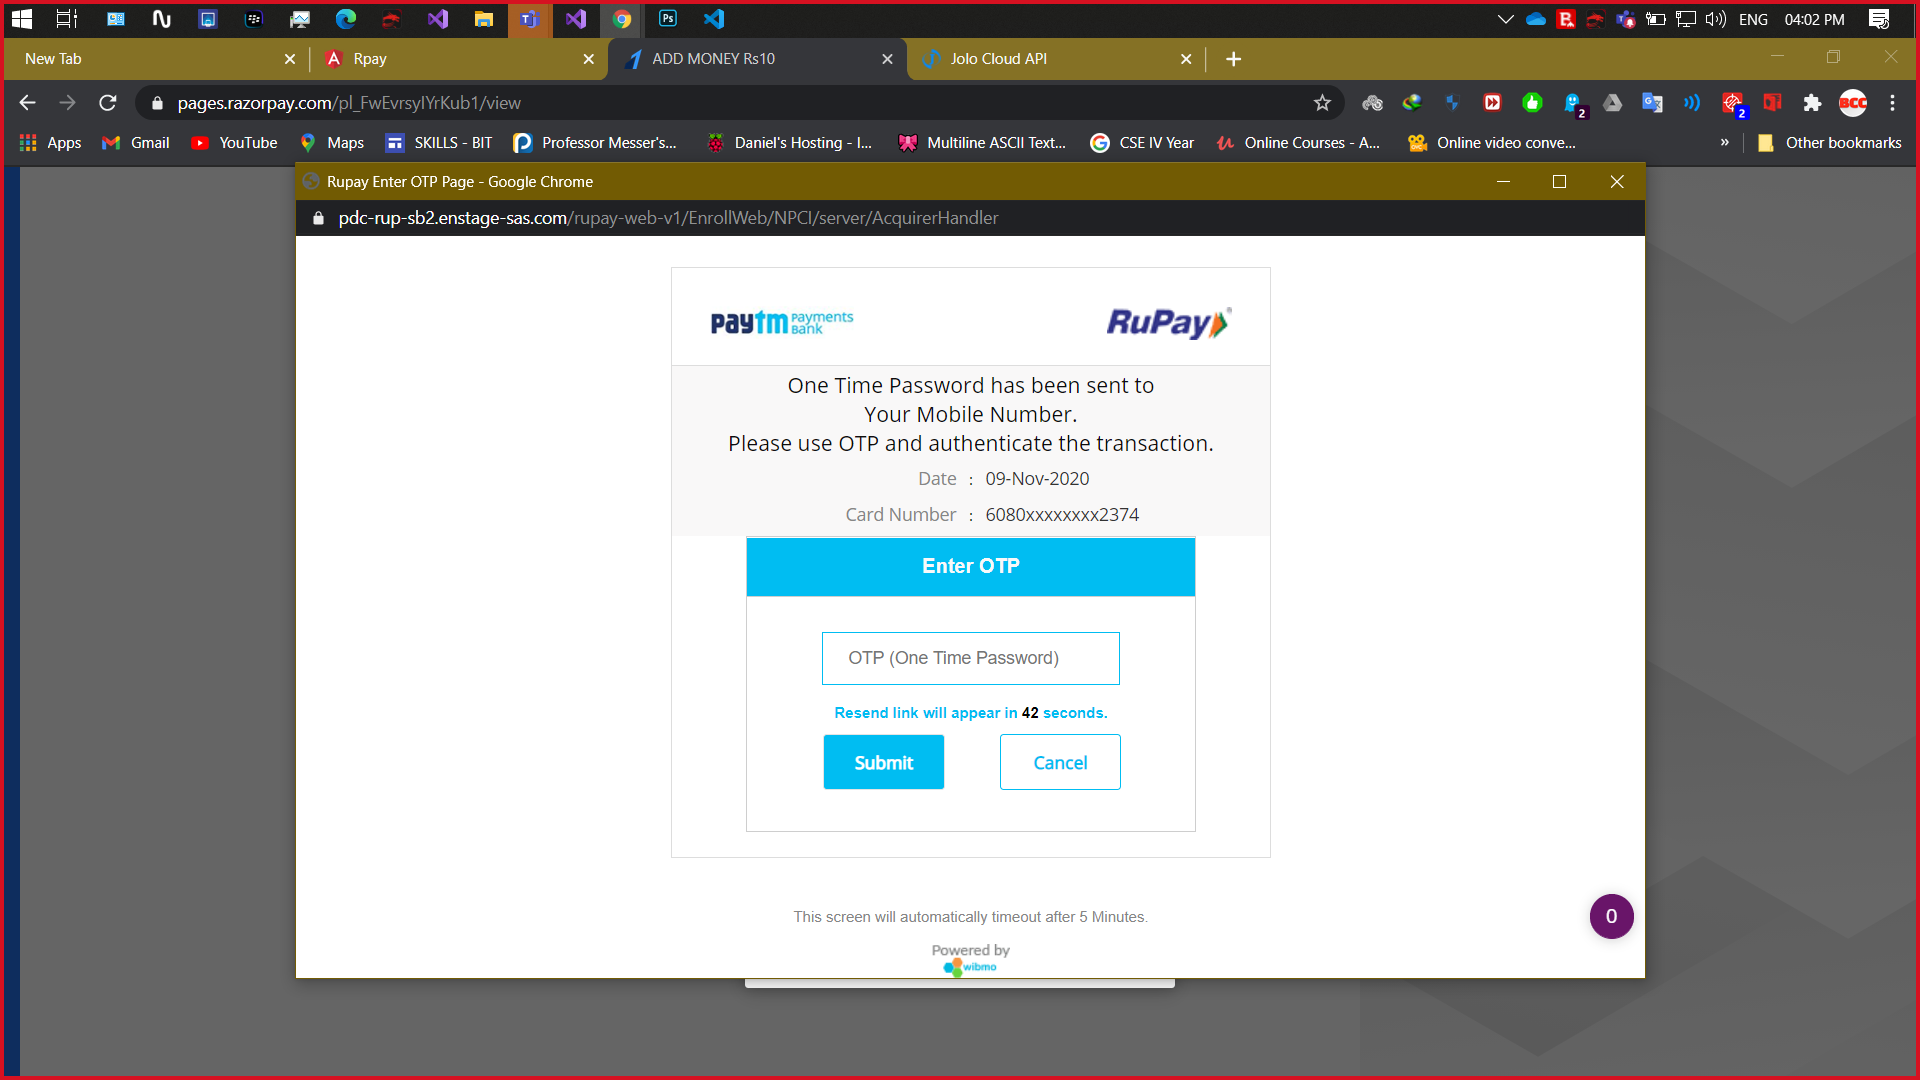 ENG
04:02 PM
New Tab
Rpay
ADD MONEY Rs10
Jolo Cloud API
pages.razorpay.com/pl_FwEvrsyIYrKub1/view
Apps
Gmail
YouTube
Maps
SKILLS - BIT
Professor Messer's...
Daniel's Hosting - I...
Multiline ASCII Text...
CSE IV Year
Online Courses - A...
Online video conve...
»
Other bookmarks
Rupay Enter OTP Page - Google Chrome
pdc-rup-sb2.enstage-sas.com/rupay-web-v1/EnrollWeb/NPCI/server/AcquirerHandler
paytm payments bank
RuPay
One Time Password has been sent to
Your Mobile Number.
Please use OTP and authenticate the transaction.
Date : 09-Nov-2020
Card Number : 6080xxxxxxxx2374
Enter OTP
OTP (One Time Password)
Resend link will appear in 42 seconds.
Submit
Cancel
This screen will automatically timeout after 5 Minutes.
0
Powered by
wibmo